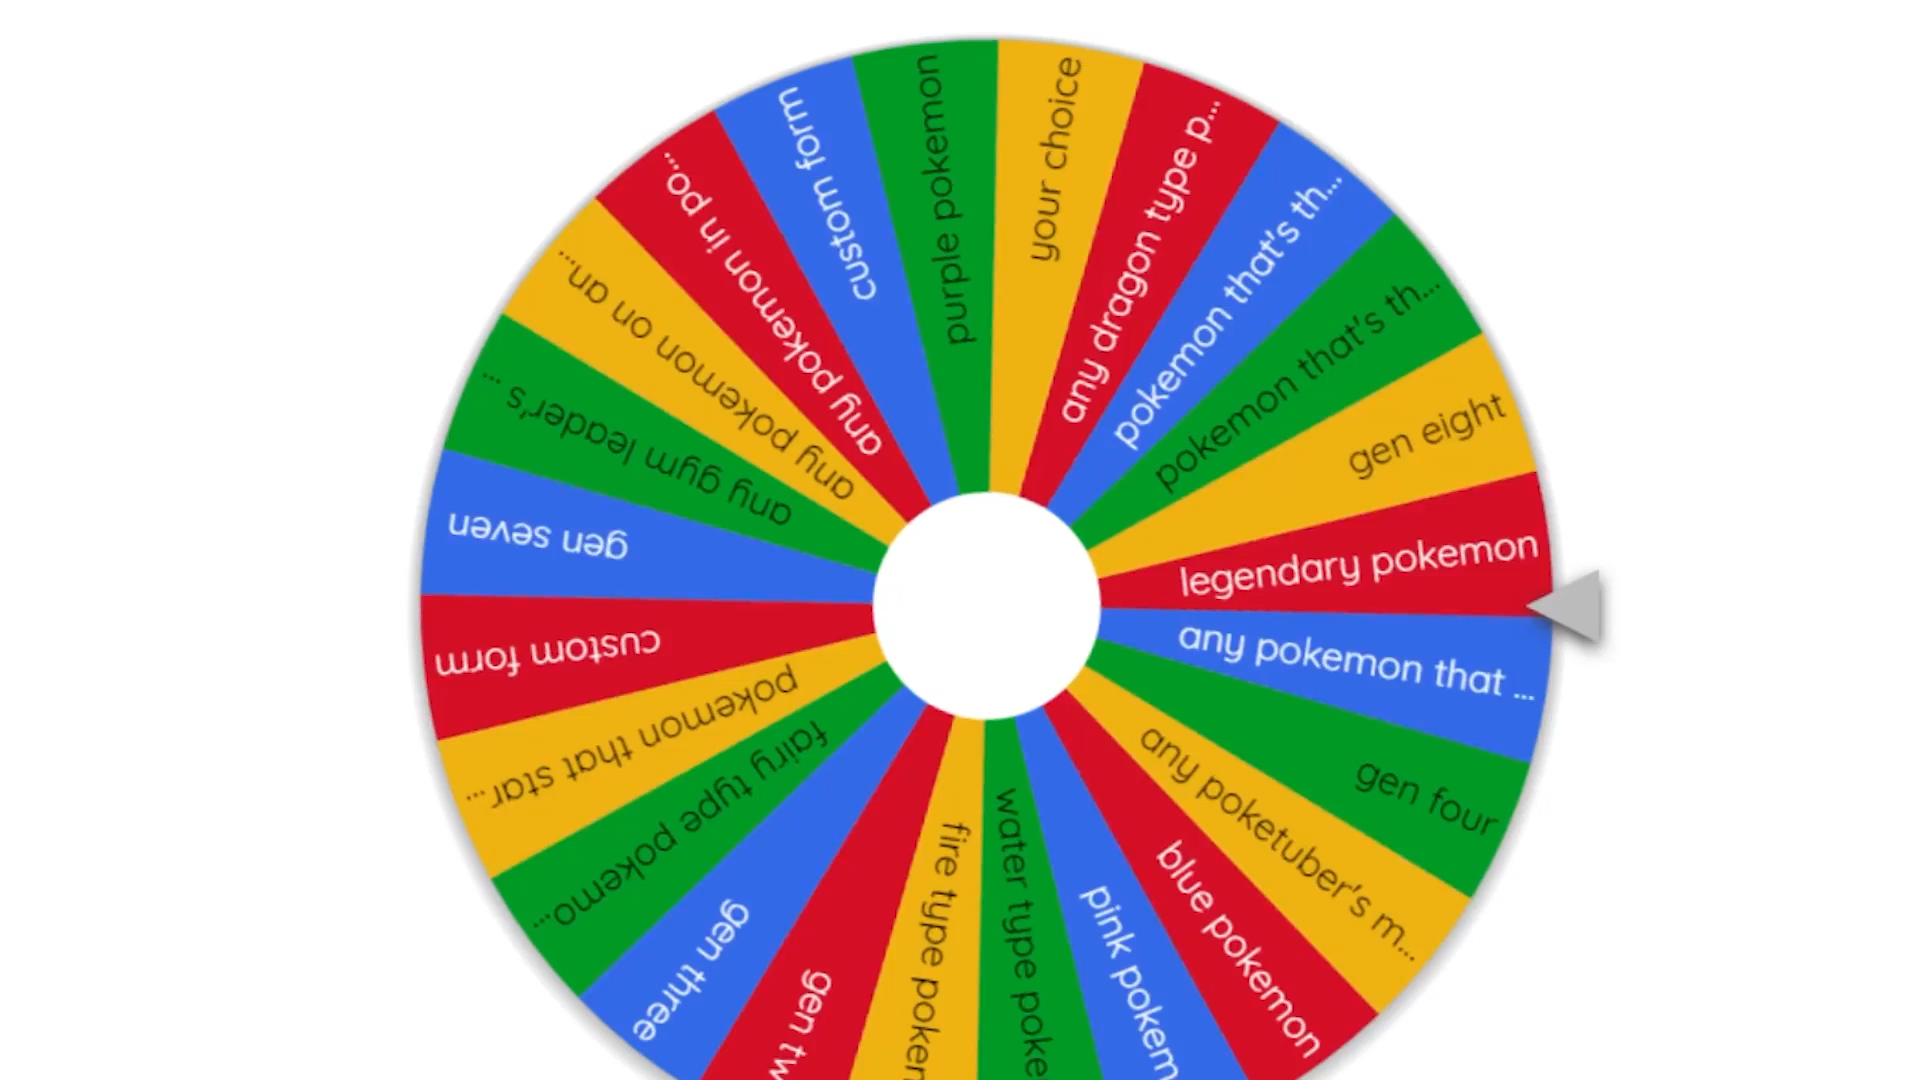 purple pokemon
your choice
any dragon type p...
pokemon that's th...
pokemon that's th...
gen eight
legendary pokemon
any pokemon that ...
gen four
any poketuber's m...
blue pokemon
pink pokem
water type poke
fire type poken
gen tw
gen three
fairy type pokemo...
pokemon that star...
custom form
gen seven
any gym leader's ...
any pokemon on an...
any pokemon in po...
custom form